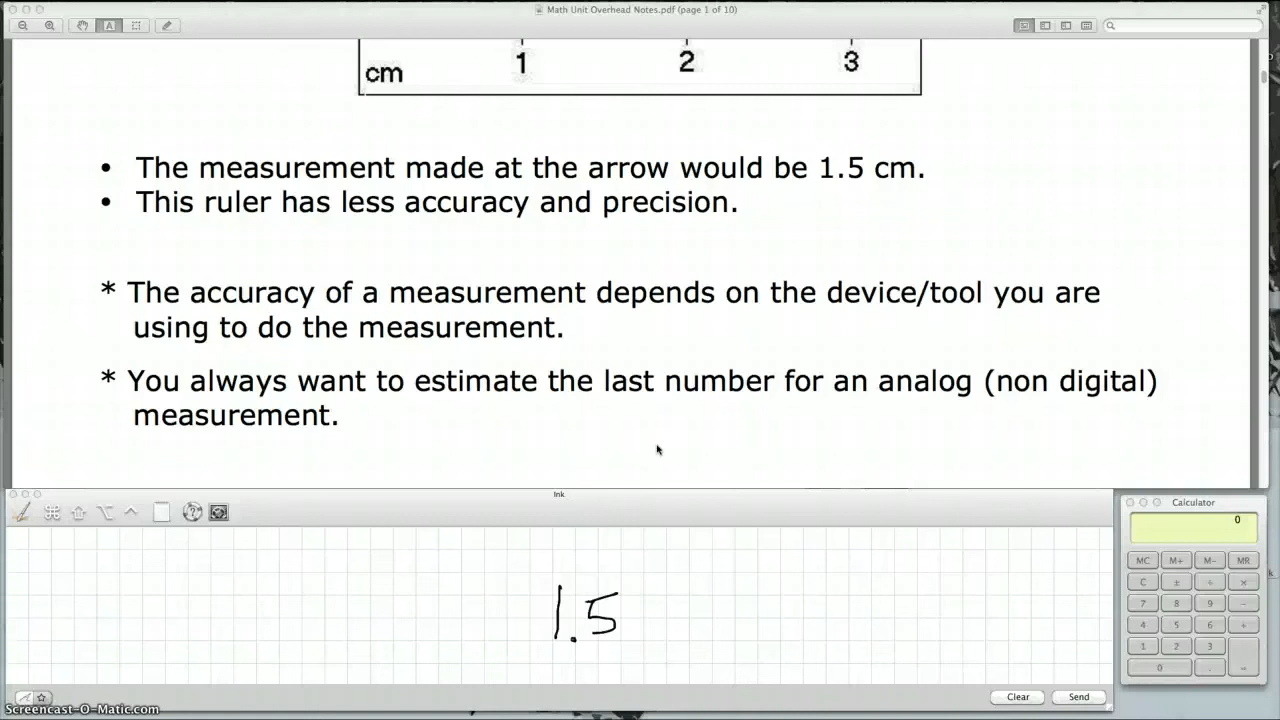 Math Unit Overhead Notes.pdf (page 1 of 10)
A
cm 1 2 3
• The measurement made at the arrow would be 1.5 cm.
• This ruler has less accuracy and precision.
* The accuracy of a measurement depends on the device/tool you are
using to do the measurement.
* You always want to estimate the last number for an analog (non digital)
measurement.
Ink
1.5
Clear Send
Calculator
0
MC M+ M- MR
C ± ÷ ×
7 8 9 −
4 5 6 +
1 2 3
0 . =
Screencast-O-Matic.com